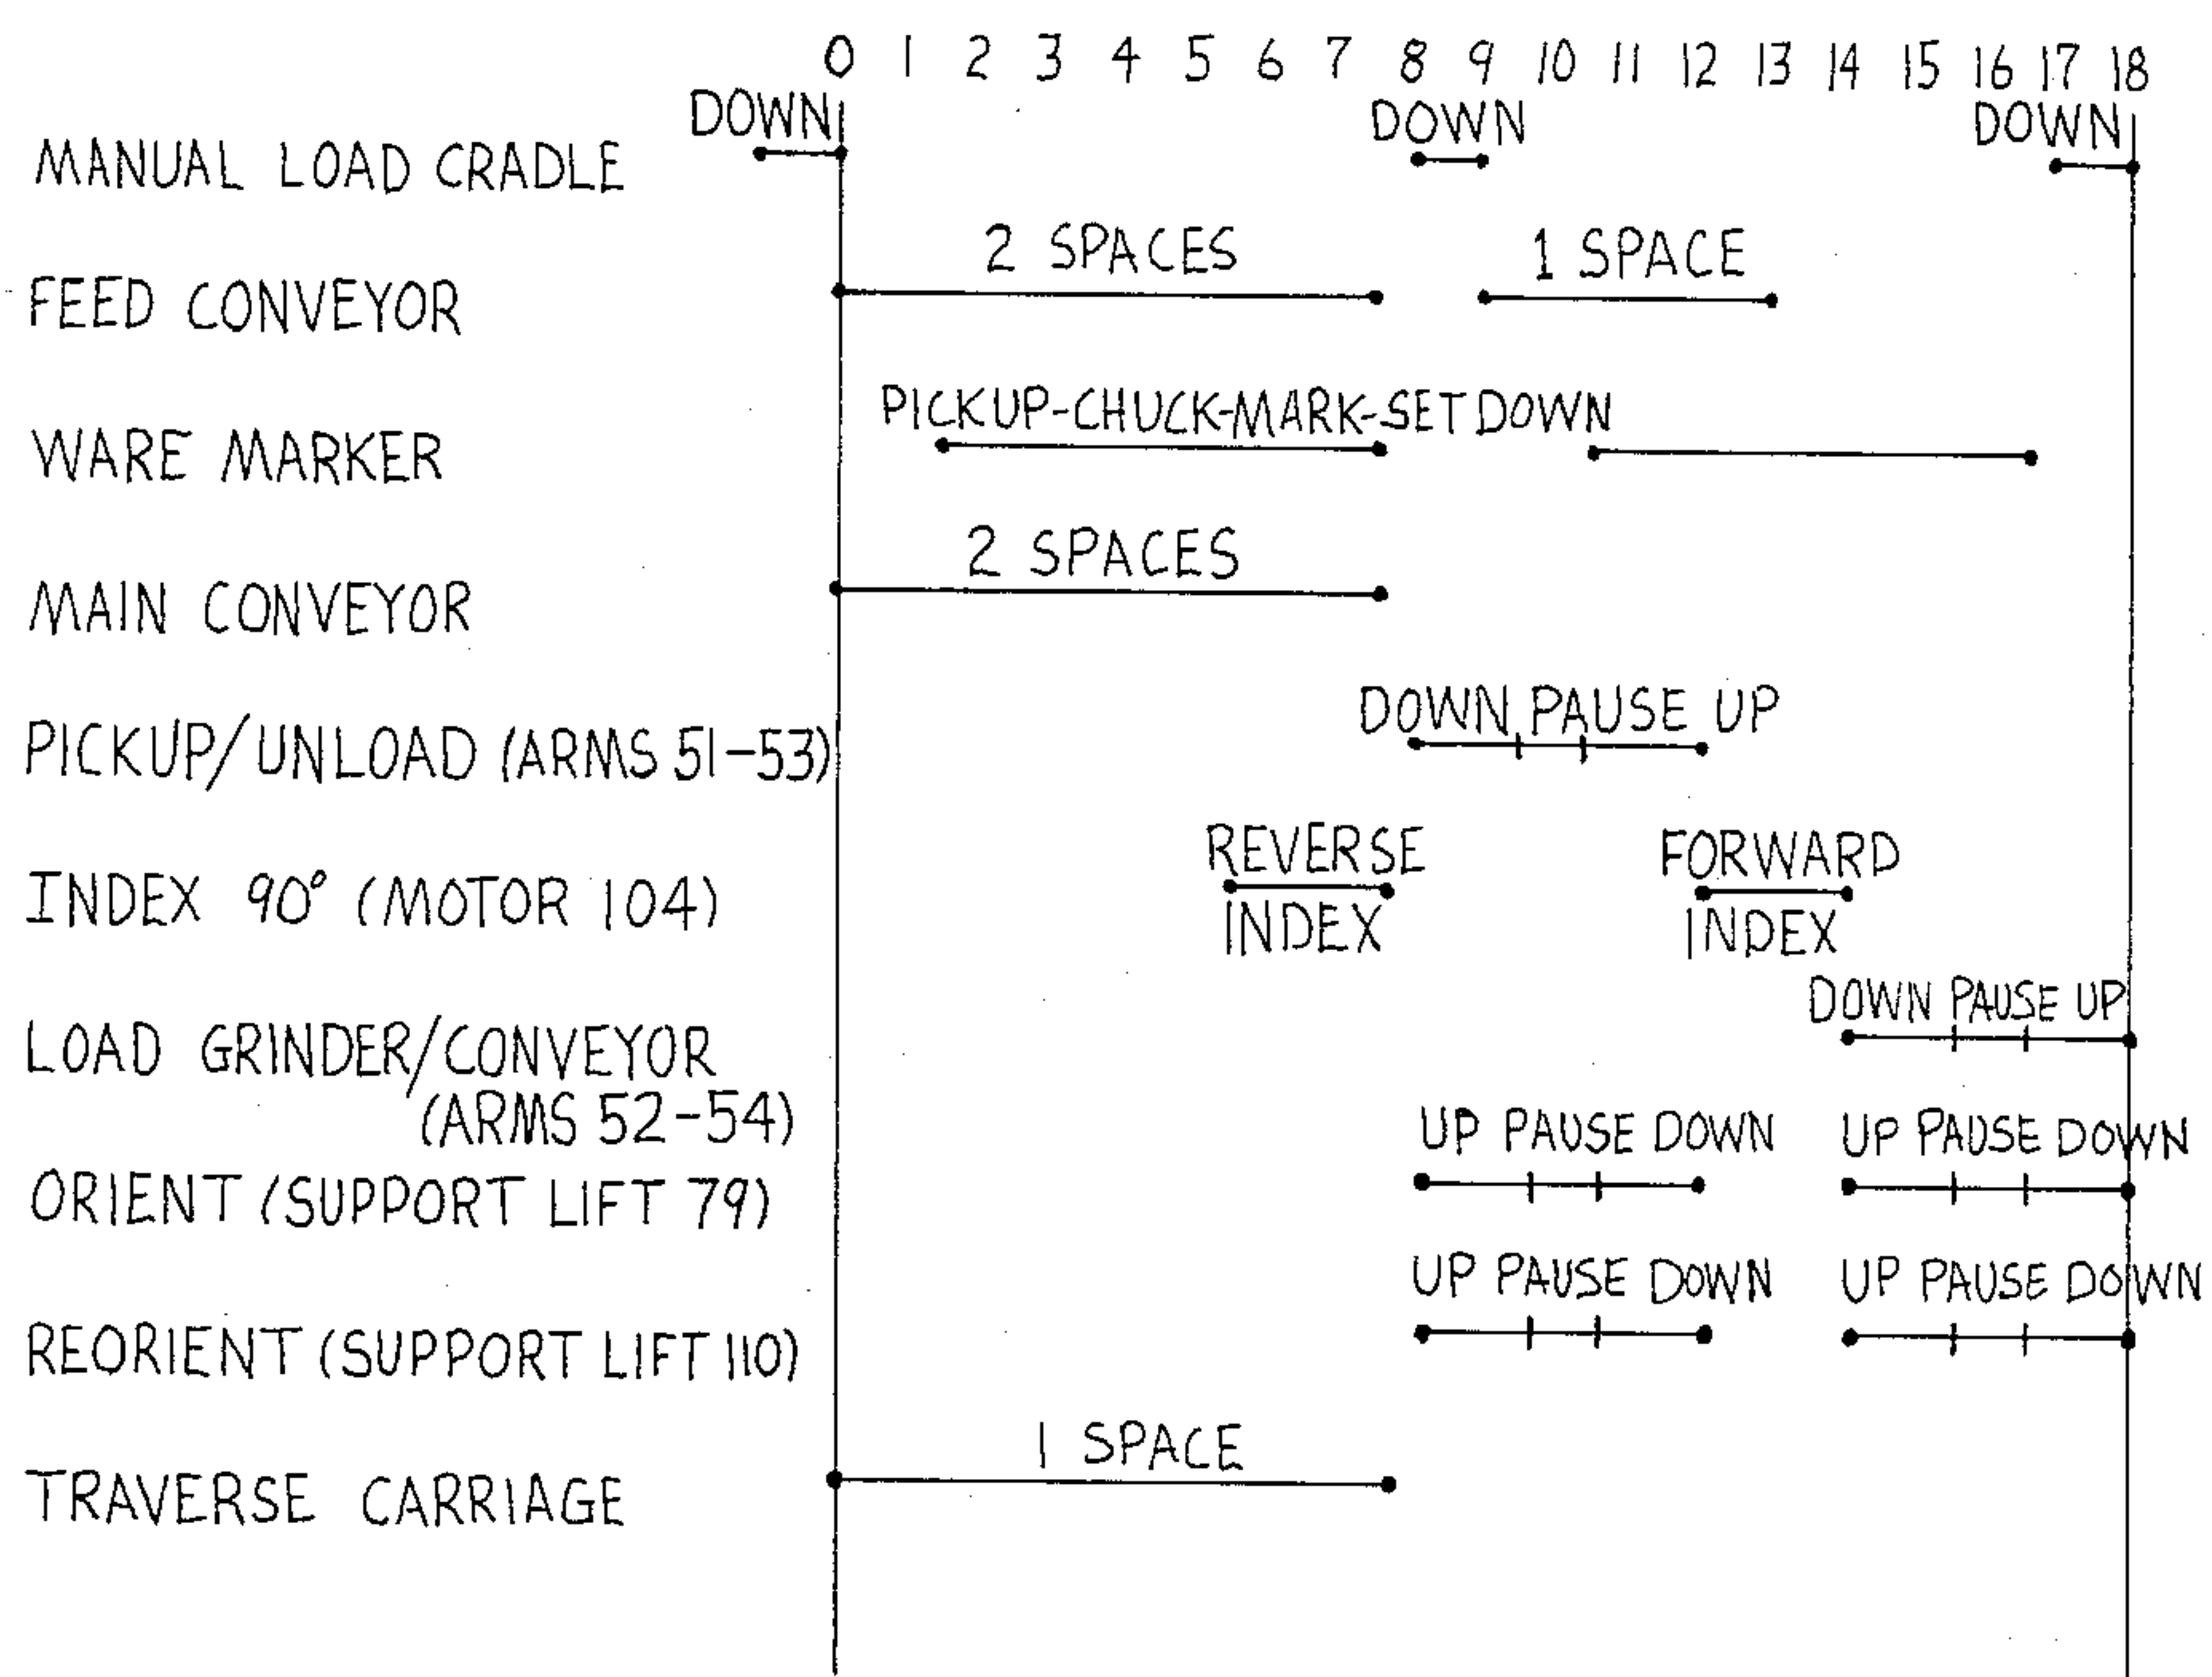 0 1 2 3 4 5 6 7 8 9 10 11 12 13 14 15 16 17 18
DOWN DOWN DOWN
MANUAL LOAD CRADLE
2 SPACES 1 SPACE
FEED CONVEYOR
PICKUP-CHUCK-MARK-SET DOWN
WARE MARKER
2 SPACES
MAIN CONVEYOR
DOWN PAUSE UP
PICKUP/UNLOAD (ARMS 51-53)
REVERSE FORWARD
INDEX 90° (MOTOR 104)
INDEX INDEX
DOWN PAUSE UP
LOAD GRINDER/CONVEYOR
(ARMS 52-54)
UP PAUSE DOWN UP PAUSE DOWN
ORIENT (SUPPORT LIFT 79)
UP PAUSE DOWN UP PAUSE DOWN
REORIENT (SUPPORT LIFT 110)
1 SPACE
TRAVERSE CARRIAGE